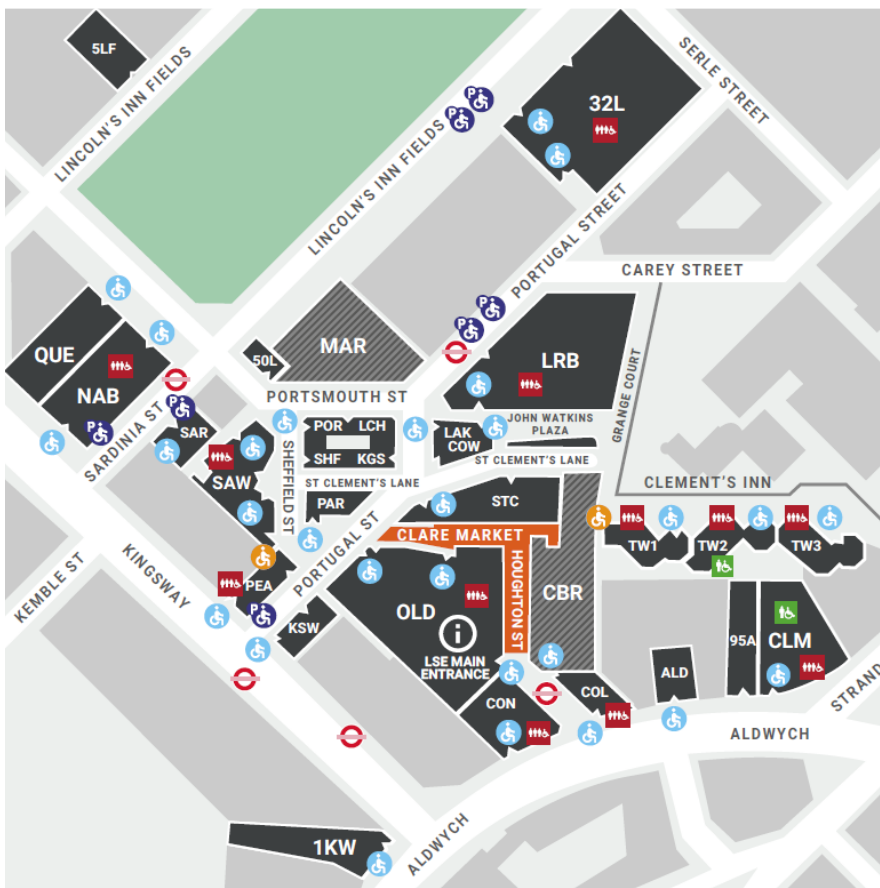 5LF
LINCOLN'S INN FIELDS
SERLE STREET
32L
P
P
LINCOLN'S INN FIELDS
PORTUGAL STREET
CAREY STREET
P
P
QUE
NAB
P
50L
MAR
LRB
GRANGE COURT
PORTSMOUTH ST
SARDINIA ST
P
SAR
SAW
SHEFFIELD ST
POR LCH
SHF KGS
LAK
COW
JOHN WATKINS
PLAZA
ST CLEMENT'S LANE
ST CLEMENT'S LANE
CLEMENT'S INN
PAR
STC
PORTUGAL ST
CLARE MARKET
HOUGHTON ST
CBR
TW1
TW2
TW3
KEMBLE ST
KINGSWAY
PEA
P
KSW
OLD
i
LSE MAIN
ENTRANCE
CON
COL
ALD
95A
CLM
STRAND
ALDWYCH
1KW
ALDWYCH